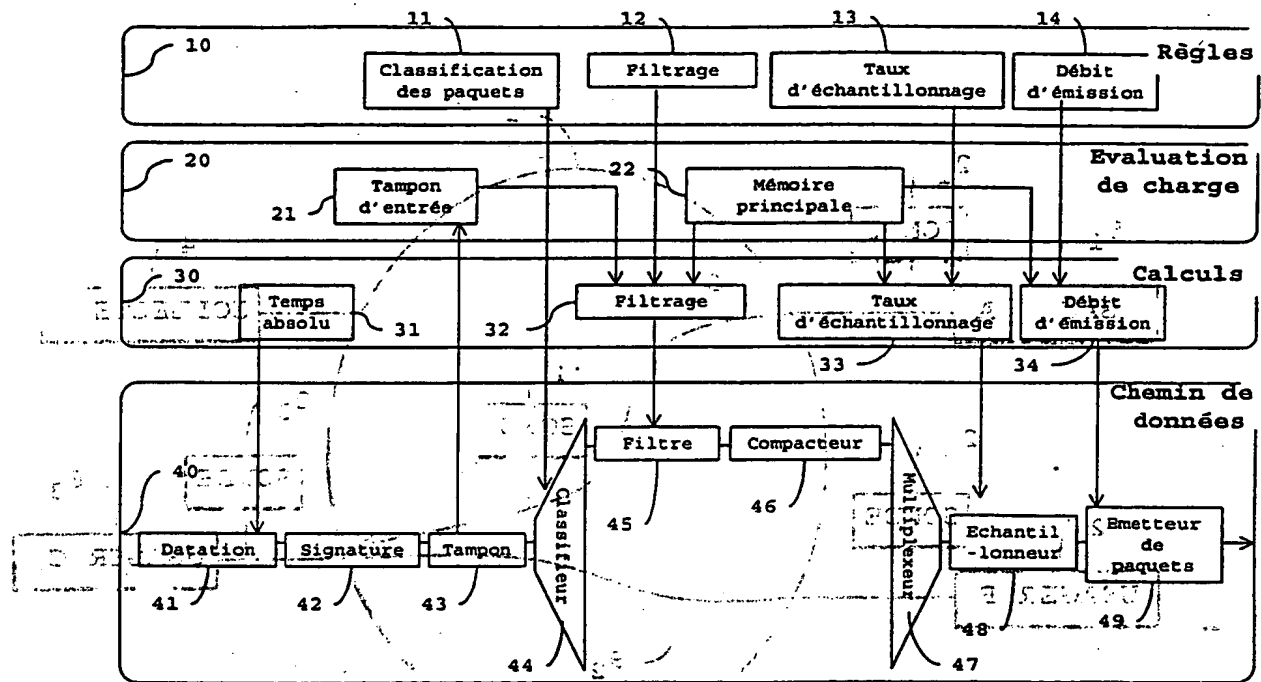 11
12
13
14
10
Règles
Classification
des paquets
Filtrage
Taux
d'échantillonnage
Débit
d'émission
20
Evaluation
de charge
21
Tampon
d'entrée
22
Mémoire
principale
30
Calculs
Temps
absolu
31
32
Filtrage
Taux
d'échantillonnage
Débit
d'émission
33
34
Chemin de
données
40
Filtre
Compacteur
45
46
Classifieur
Multiplexeur
Datation
Signature
Tampon
Echantil
-lonneur
Emetteur
de
paquets
41
42
43
44
47
48
49